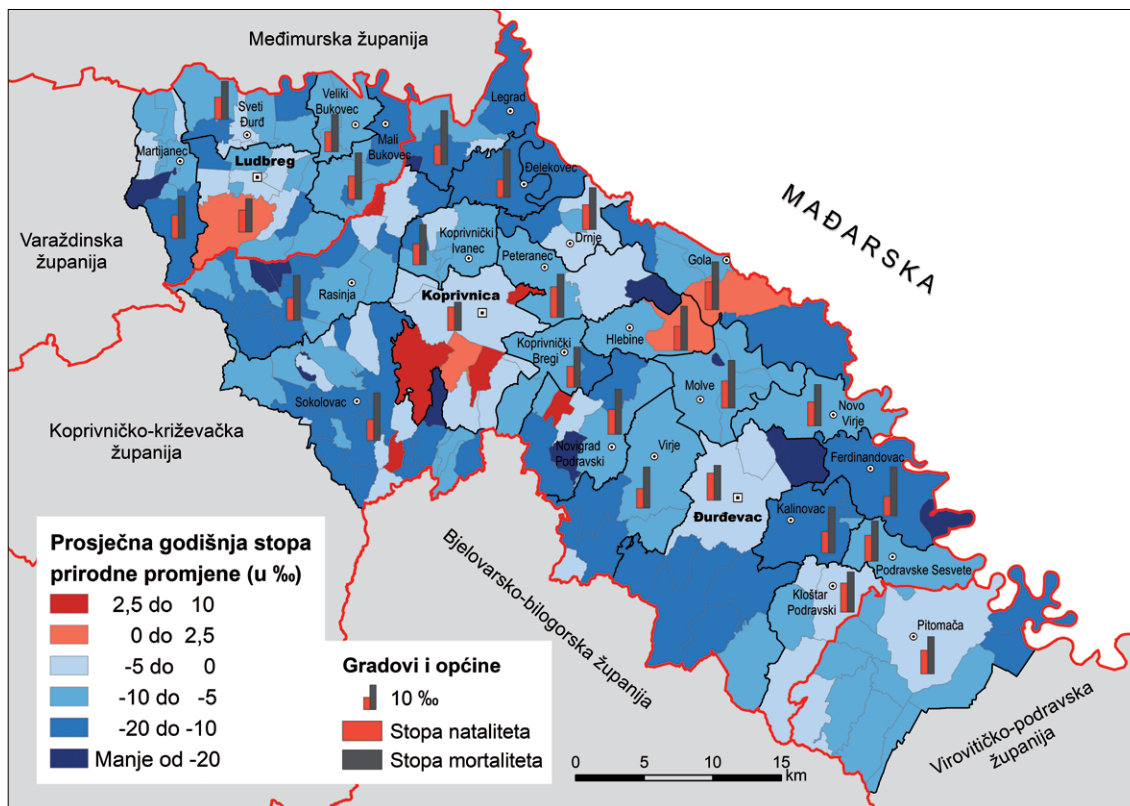 Međimurska županija
Legrad
Veliki
Bukovec
Sveti
Đurđ
Mali
Bukovec
Martijanec
Ludbreg
Đelekovec
MAĐARSKA
Varaždinska
županija
Koprivnički
Ivanec
Drnje
Peteranec
Gola
Rasinja
Koprivnica
Hlebine
Koprivnički
Bregi
Molve
Sokolovac
Novo
Virje
Koprivničko-križevačka
županija
Novigrad
Podravski
Virje
Ferdinandovac
Đurđevac
Kalinovac
Podravske Sesvete
Kloštar
Podravski
Pitomača
Bjelovarsko-bilogorska županija
Virovitičko-podravska
županija
Prosječna godišnja stopa
prirodne promjene (u ‰)
2,5 do 10
0 do 2,5
-5 do 0
-10 do -5
-20 do -10
Manje od -20
Gradovi i općine
10 ‰
Stopa nataliteta
Stopa mortaliteta
0 5 10 15
km